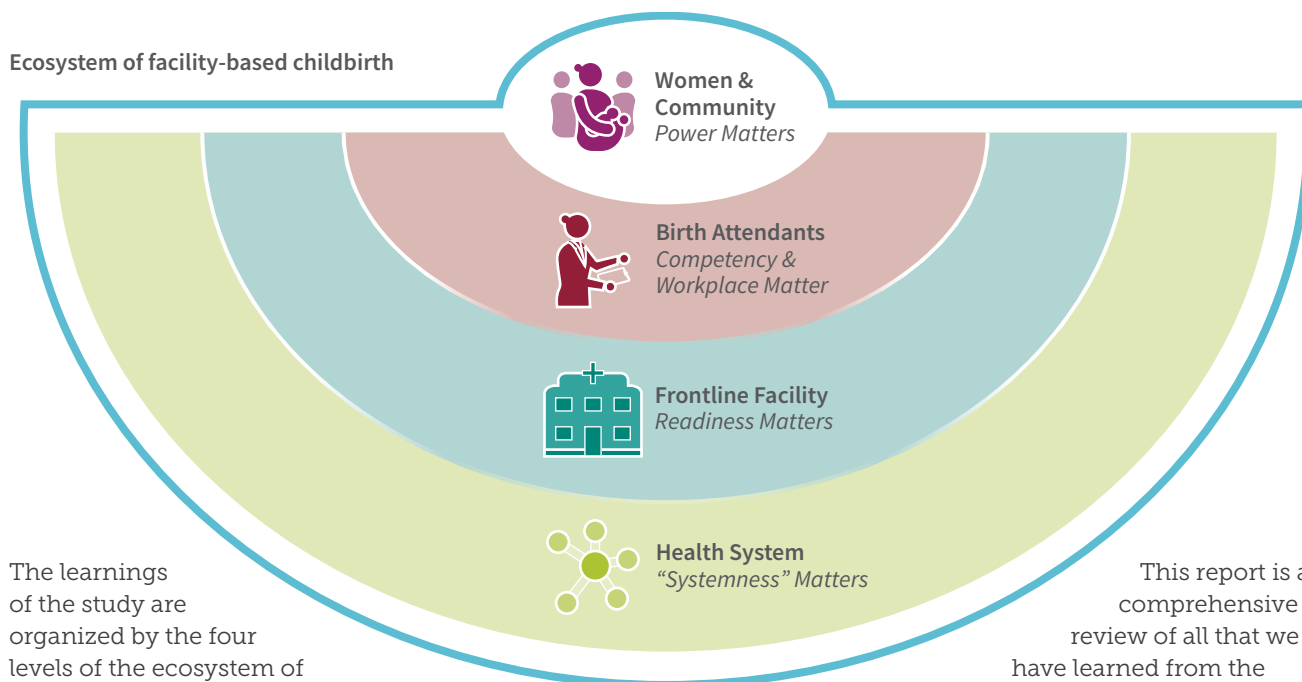 Ecosystem of facility-based childbirth
Women &
Community
Power Matters
Birth Attendants
Competency &
Workplace Matter
Frontline Facility
Readiness Matters
Health System
“Systemness” Matters
The learnings
of the study are
organized by the four
levels of the ecosystem of
This report is a
comprehensive
review of all that we
have learned from the